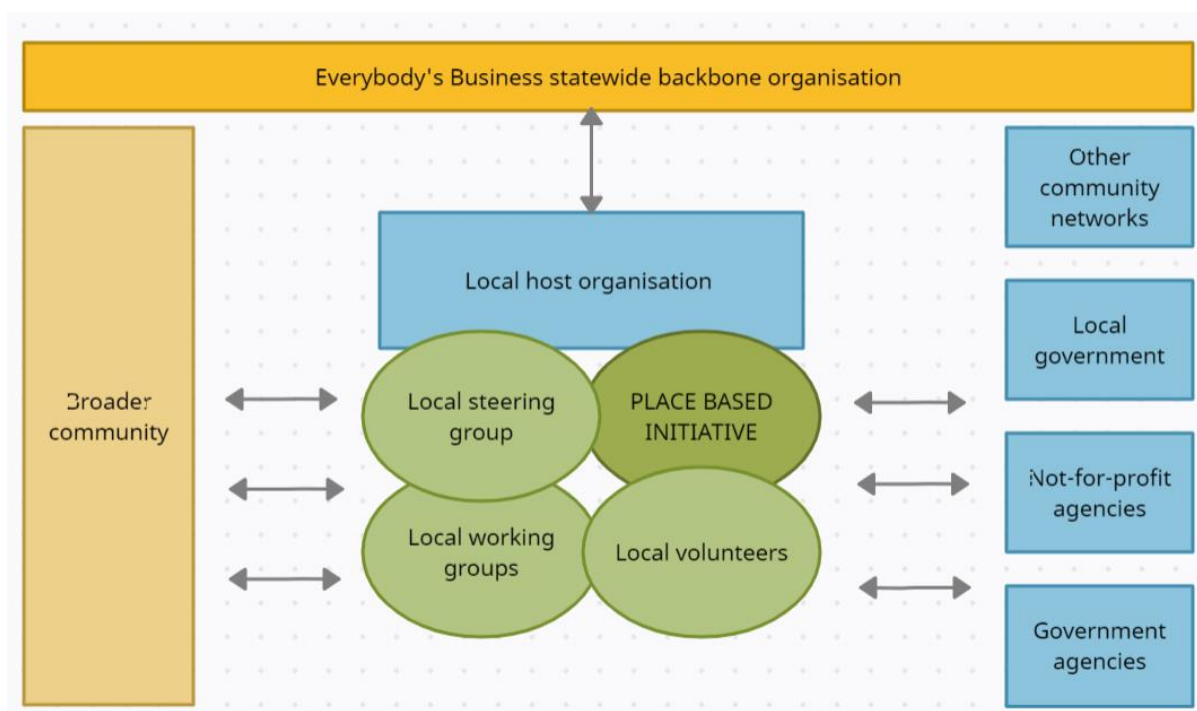 Everybody's Business statewide backbone organisation
Other
community
networks
Local host organisation
Local
government
Broader
community
Local steering
group
PLACE BASED
INITIATIVE
Not-for-profit
agencies
Local working
groups
Local volunteers
Government
agencies